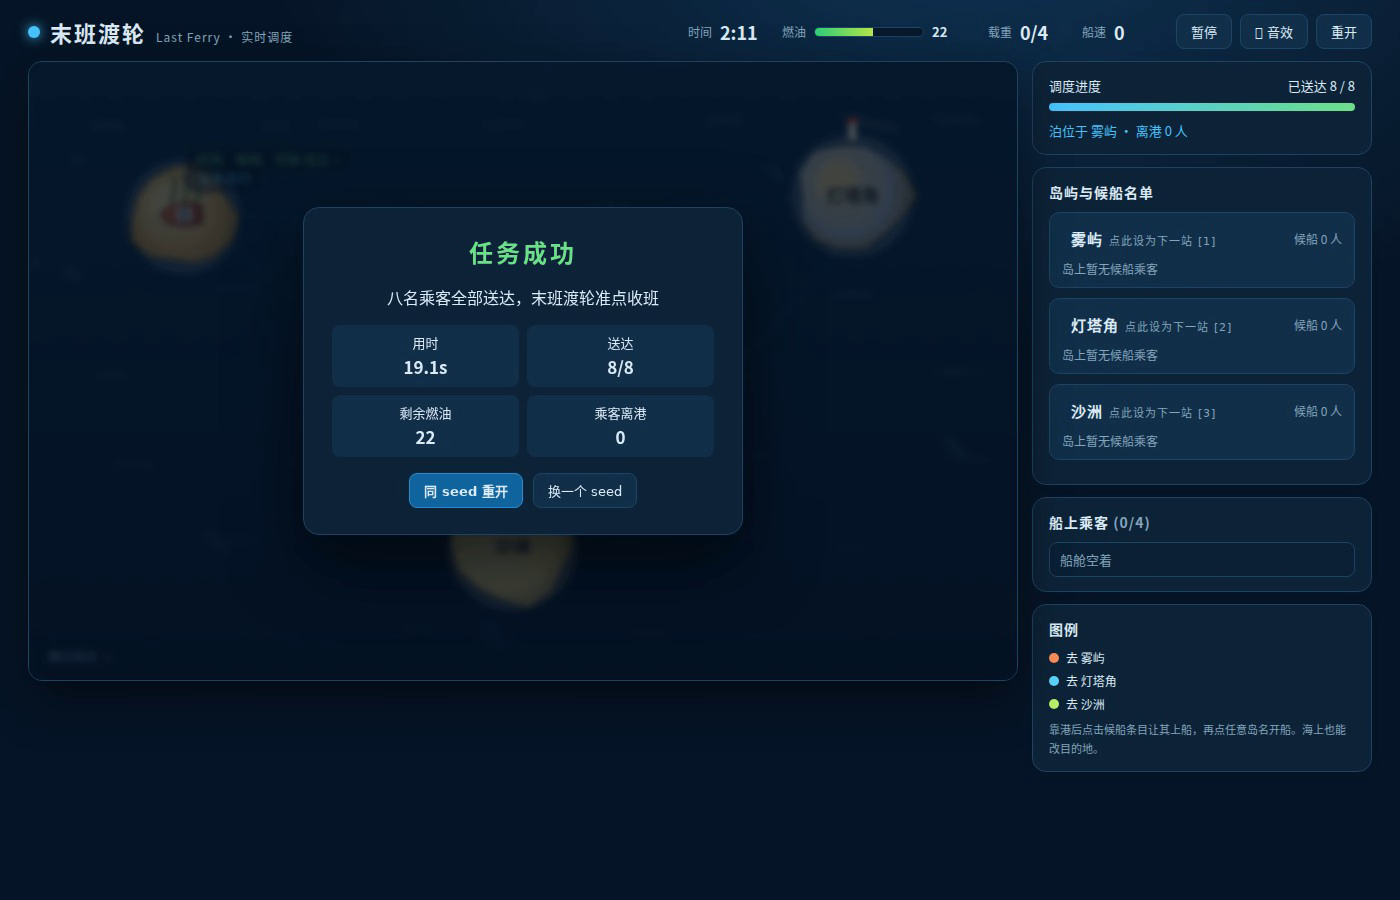 末班渡轮 Last Ferry · 实时调度
时间 2:11 燃油 22 载重 0/4 船速 0
暂停 音效 重开
调度进度 已送达 8 / 8
泊位于 雾屿 · 离港 0 人
岛屿与候船名单
雾屿 点此设为下一站 [1] 候船 0 人
岛上暂无候船乘客
灯塔角 点此设为下一站 [2] 候船 0 人
岛上暂无候船乘客
沙洲 点此设为下一站 [3] 候船 0 人
岛上暂无候船乘客
船上乘客 (0/4)
船舱空着
图例
去 雾屿
去 灯塔角
去 沙洲
靠港后点击候船条目让其上船，再点任意岛名开船。海上也能
改目的地。
灯塔角
任务成功
八名乘客全部送达，末班渡轮准点收班
用时 送达
19.1s 8/8
剩余燃油 乘客离港
22 0
同 seed 重开 换一个 seed